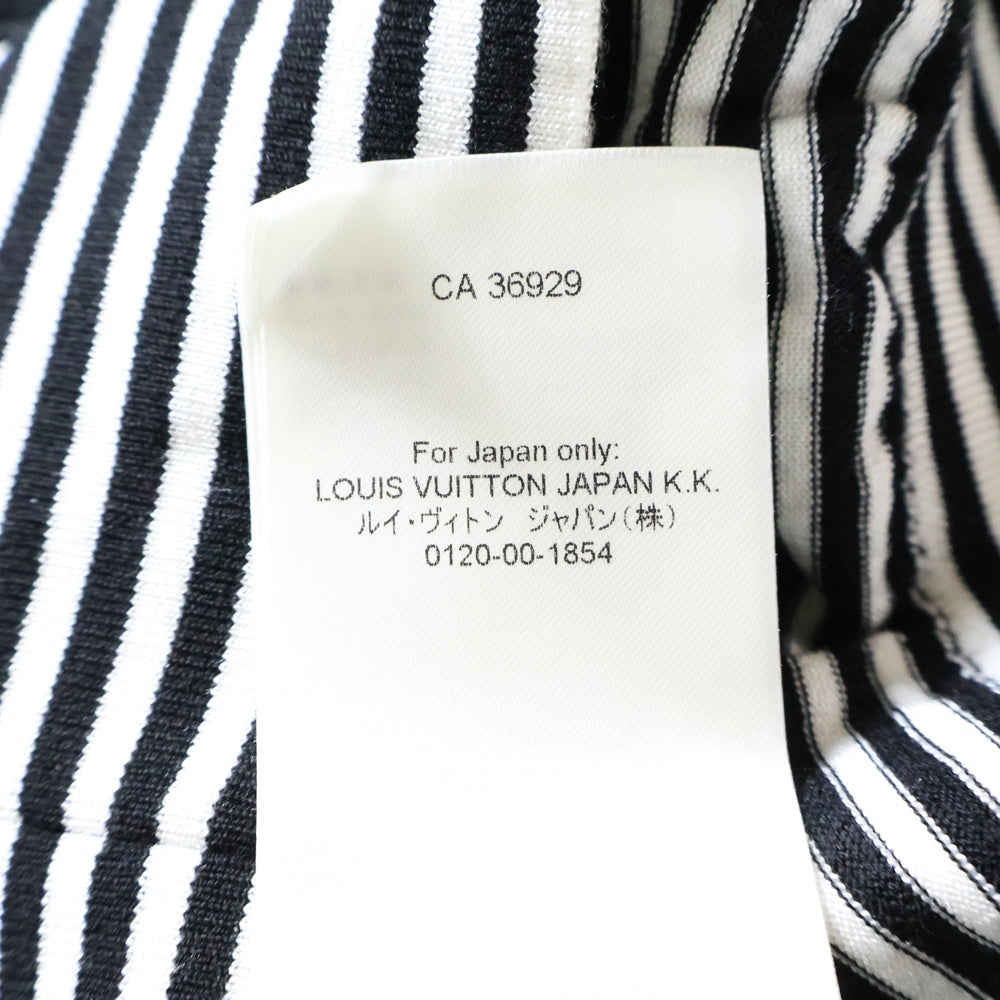 CA 36929
For Japan only:
LOUIS VUITTON JAPAN K.K.
ルイ・ヴィトン　ジャパン(株)
0120-00-1854